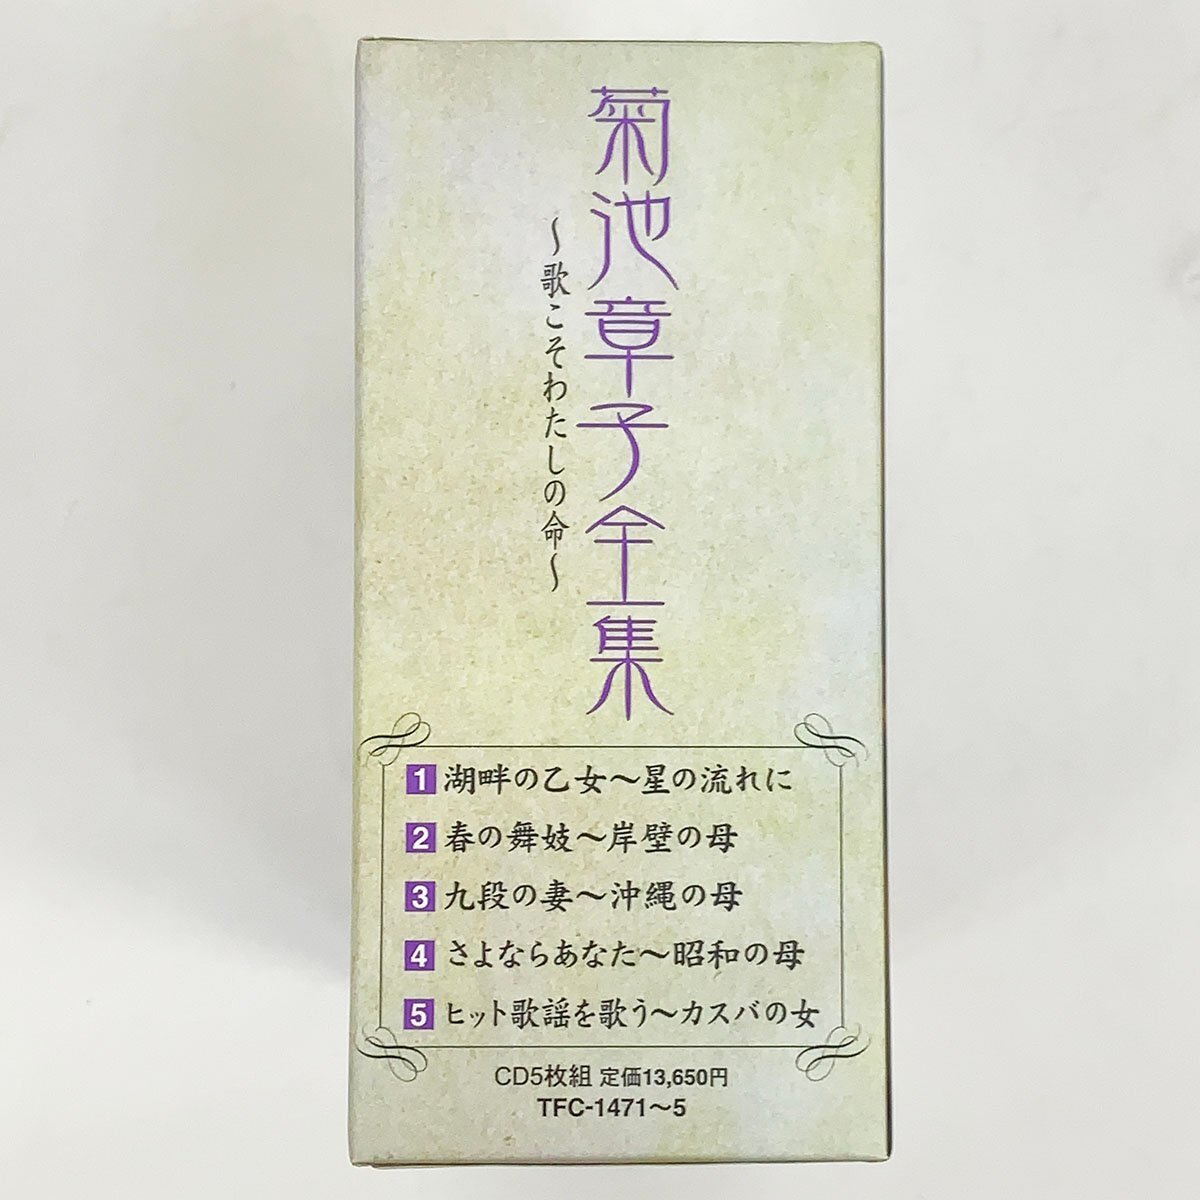 菊池章子全集
～歌こそわたしの命～
1 湖畔の乙女～星の流れに
2 春の舞妓～岸壁の母
3 九段の妻～沖縄の母
4 さよならあなた～昭和の母
5 ヒット歌謡を歌う～カスバの女
CD5枚組 定価13,650円
TFC-1471～5